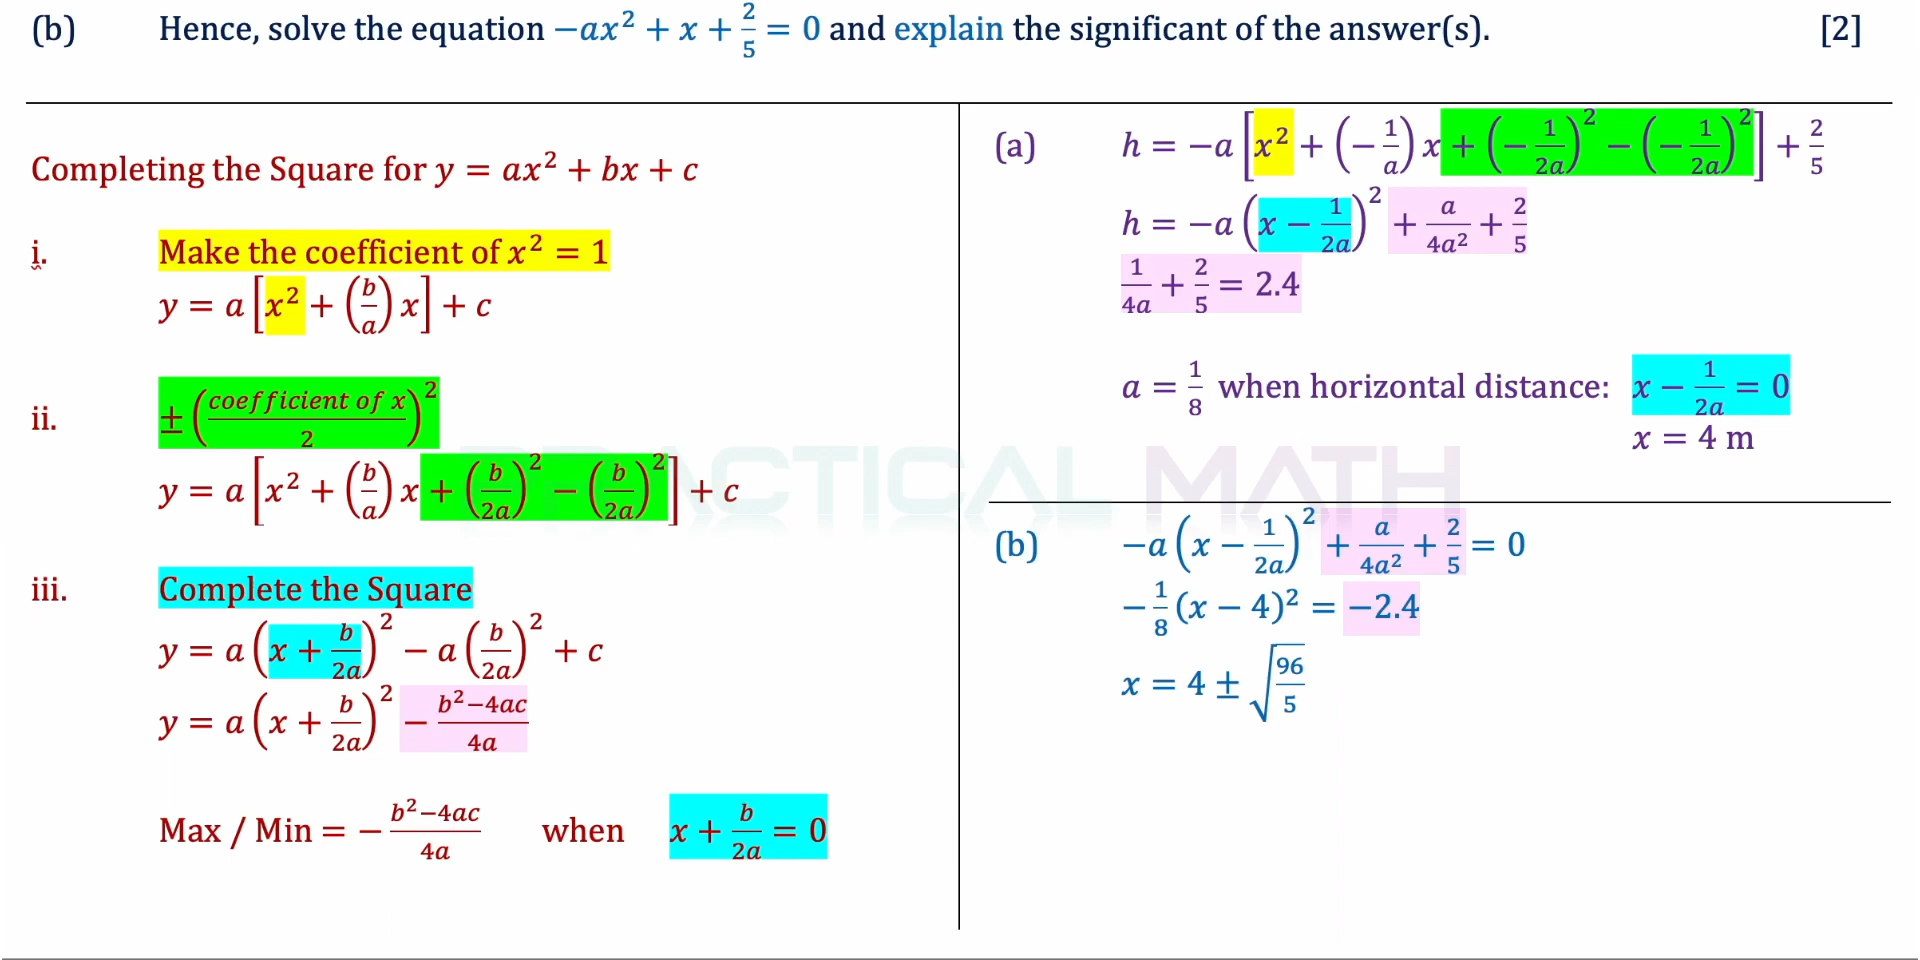 (b) Hence, solve the equation −ax² + x + 2/5 = 0 and explain the significant of the answer(s). [2]
Completing the Square for y = ax² + bx + c
i. Make the coefficient of x² = 1
y = a[x² + (b/a)x] + c
ii. ±(coefficient of x/2)²
y = a[x² + (b/a)x + (b/2a)² − (b/2a)²] + c
iii. Complete the Square
y = a(x + b/2a)² − a(b/2a)² + c
y = a(x + b/2a)² − (b²−4ac)/4a
Max / Min = − (b²−4ac)/4a when x + b/2a = 0
(a) h = −a[x² + (−1/a)x + (−1/2a)² − (−1/2a)²] + 2/5
h = −a(x − 1/2a)² + a/4a² + 2/5
1/4a + 2/5 = 2.4
a = 1/8 when horizontal distance: x − 1/2a = 0
x = 4 m
(b) −a(x − 1/2a)² + a/4a² + 2/5 = 0
−1/8(x − 4)² = −2.4
x = 4 ± √(96/5)
PRACTICAL MATH